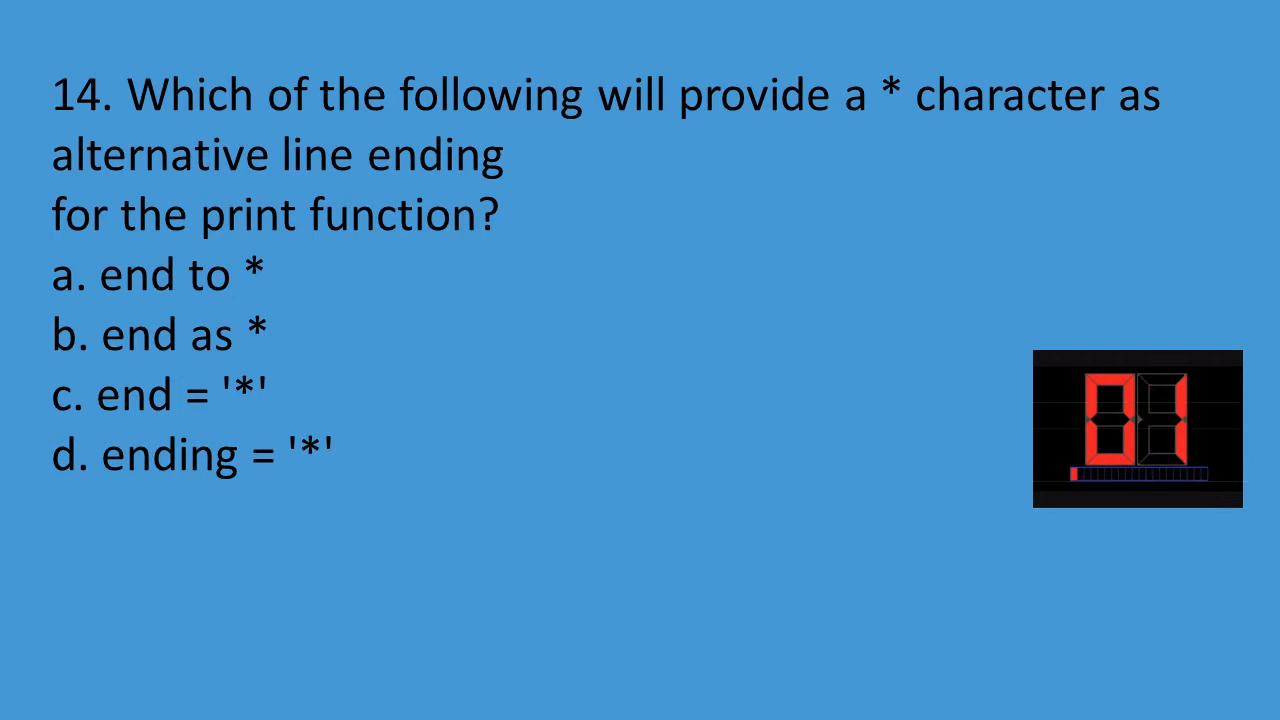 14. Which of the following will provide a * character as
alternative line ending
for the print function?
a. end to *
b. end as *
c. end = '*'
d. ending = '*'
01